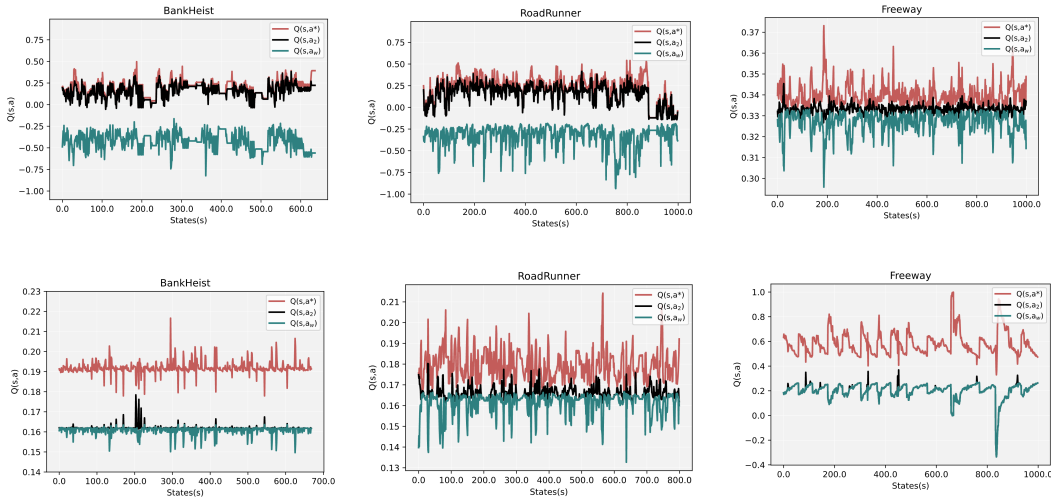 BankHeist
Q(s,a*)
Q(s,a2)
Q(s,aw)
0.75
0.50
0.25
0.00
−0.25
−0.50
−0.75
−1.00
Q(s,a)
0.0 100.0 200.0 300.0 400.0 500.0 600.0
States(s)
RoadRunner
Q(s,a*)
Q(s,a2)
Q(s,aw)
0.75
0.50
0.25
0.00
−0.25
−0.50
−0.75
−1.00
Q(s,a)
0.0 200.0 400.0 600.0 800.0 1000.0
States(s)
Freeway
Q(s,a*)
Q(s,a2)
Q(s,aw)
0.37
0.36
0.35
0.34
0.33
0.32
0.31
0.30
Q(s,a)
0.0 200.0 400.0 600.0 800.0 1000.0
States(s)
BankHeist
Q(s,a*)
Q(s,a2)
Q(s,aw)
0.23
0.22
0.21
0.20
0.19
0.18
0.17
0.16
0.15
0.14
Q(s,a)
0.0 100.0 200.0 300.0 400.0 500.0 600.0 700.0
States(s)
RoadRunner
Q(s,a*)
Q(s,a2)
Q(s,aw)
0.21
0.20
0.19
0.18
0.17
0.16
0.15
0.14
0.13
Q(s,a)
0.0 100.0 200.0 300.0 400.0 500.0 600.0 700.0 800.0
States(s)
Freeway
Q(s,a*)
Q(s,a2)
Q(s,aw)
1.0
0.8
0.6
0.4
0.2
0.0
−0.2
−0.4
Q(s,a)
0.0 200.0 400.0 600.0 800.0 1000.0
States(s)